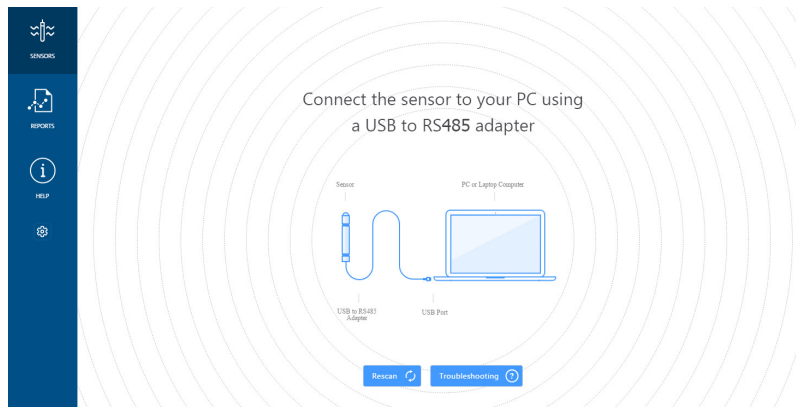 SENSORS
REPORTS
HELP
Connect the sensor to your PC using
a USB to RS485 adapter
Sensor
PC or Laptop Computer
USB to RS485
Adapter
USB Port
Rescan
Troubleshooting